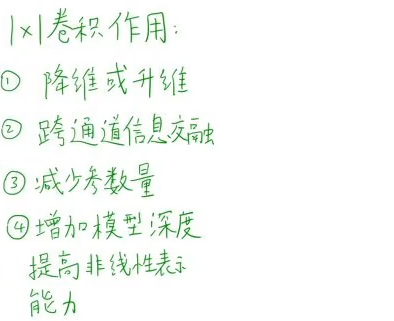 1×1卷积作用:
① 降维或升维
② 跨通道信息交融
③ 减少参数量
④ 增加模型深度
提高非线性表示
能力